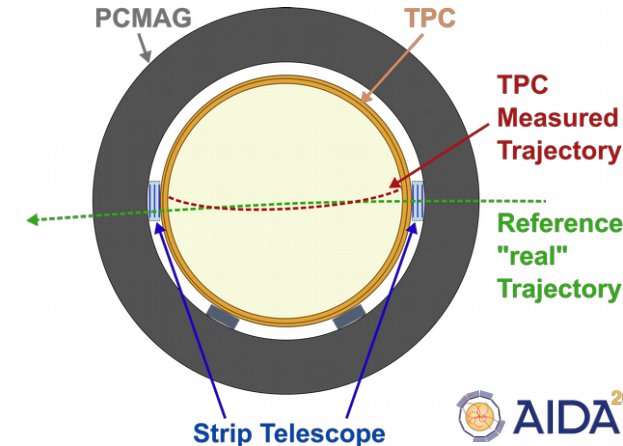 PCMAG
TPC
TPC
Measured
Trajectory
Reference
"real"
Trajectory
Strip Telescope
AIDA